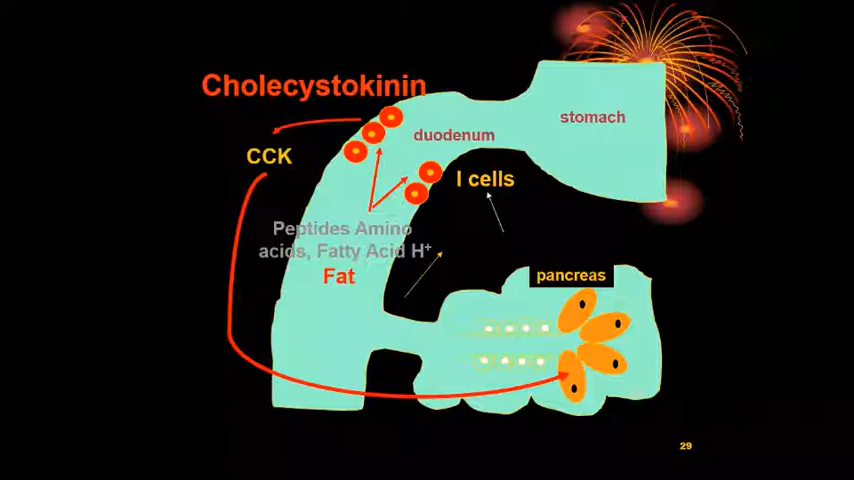 Cholecystokinin
stomach
duodenum
CCK
I cells
Peptides Amino
acids, Fatty Acid H⁺
Fat
pancreas
29